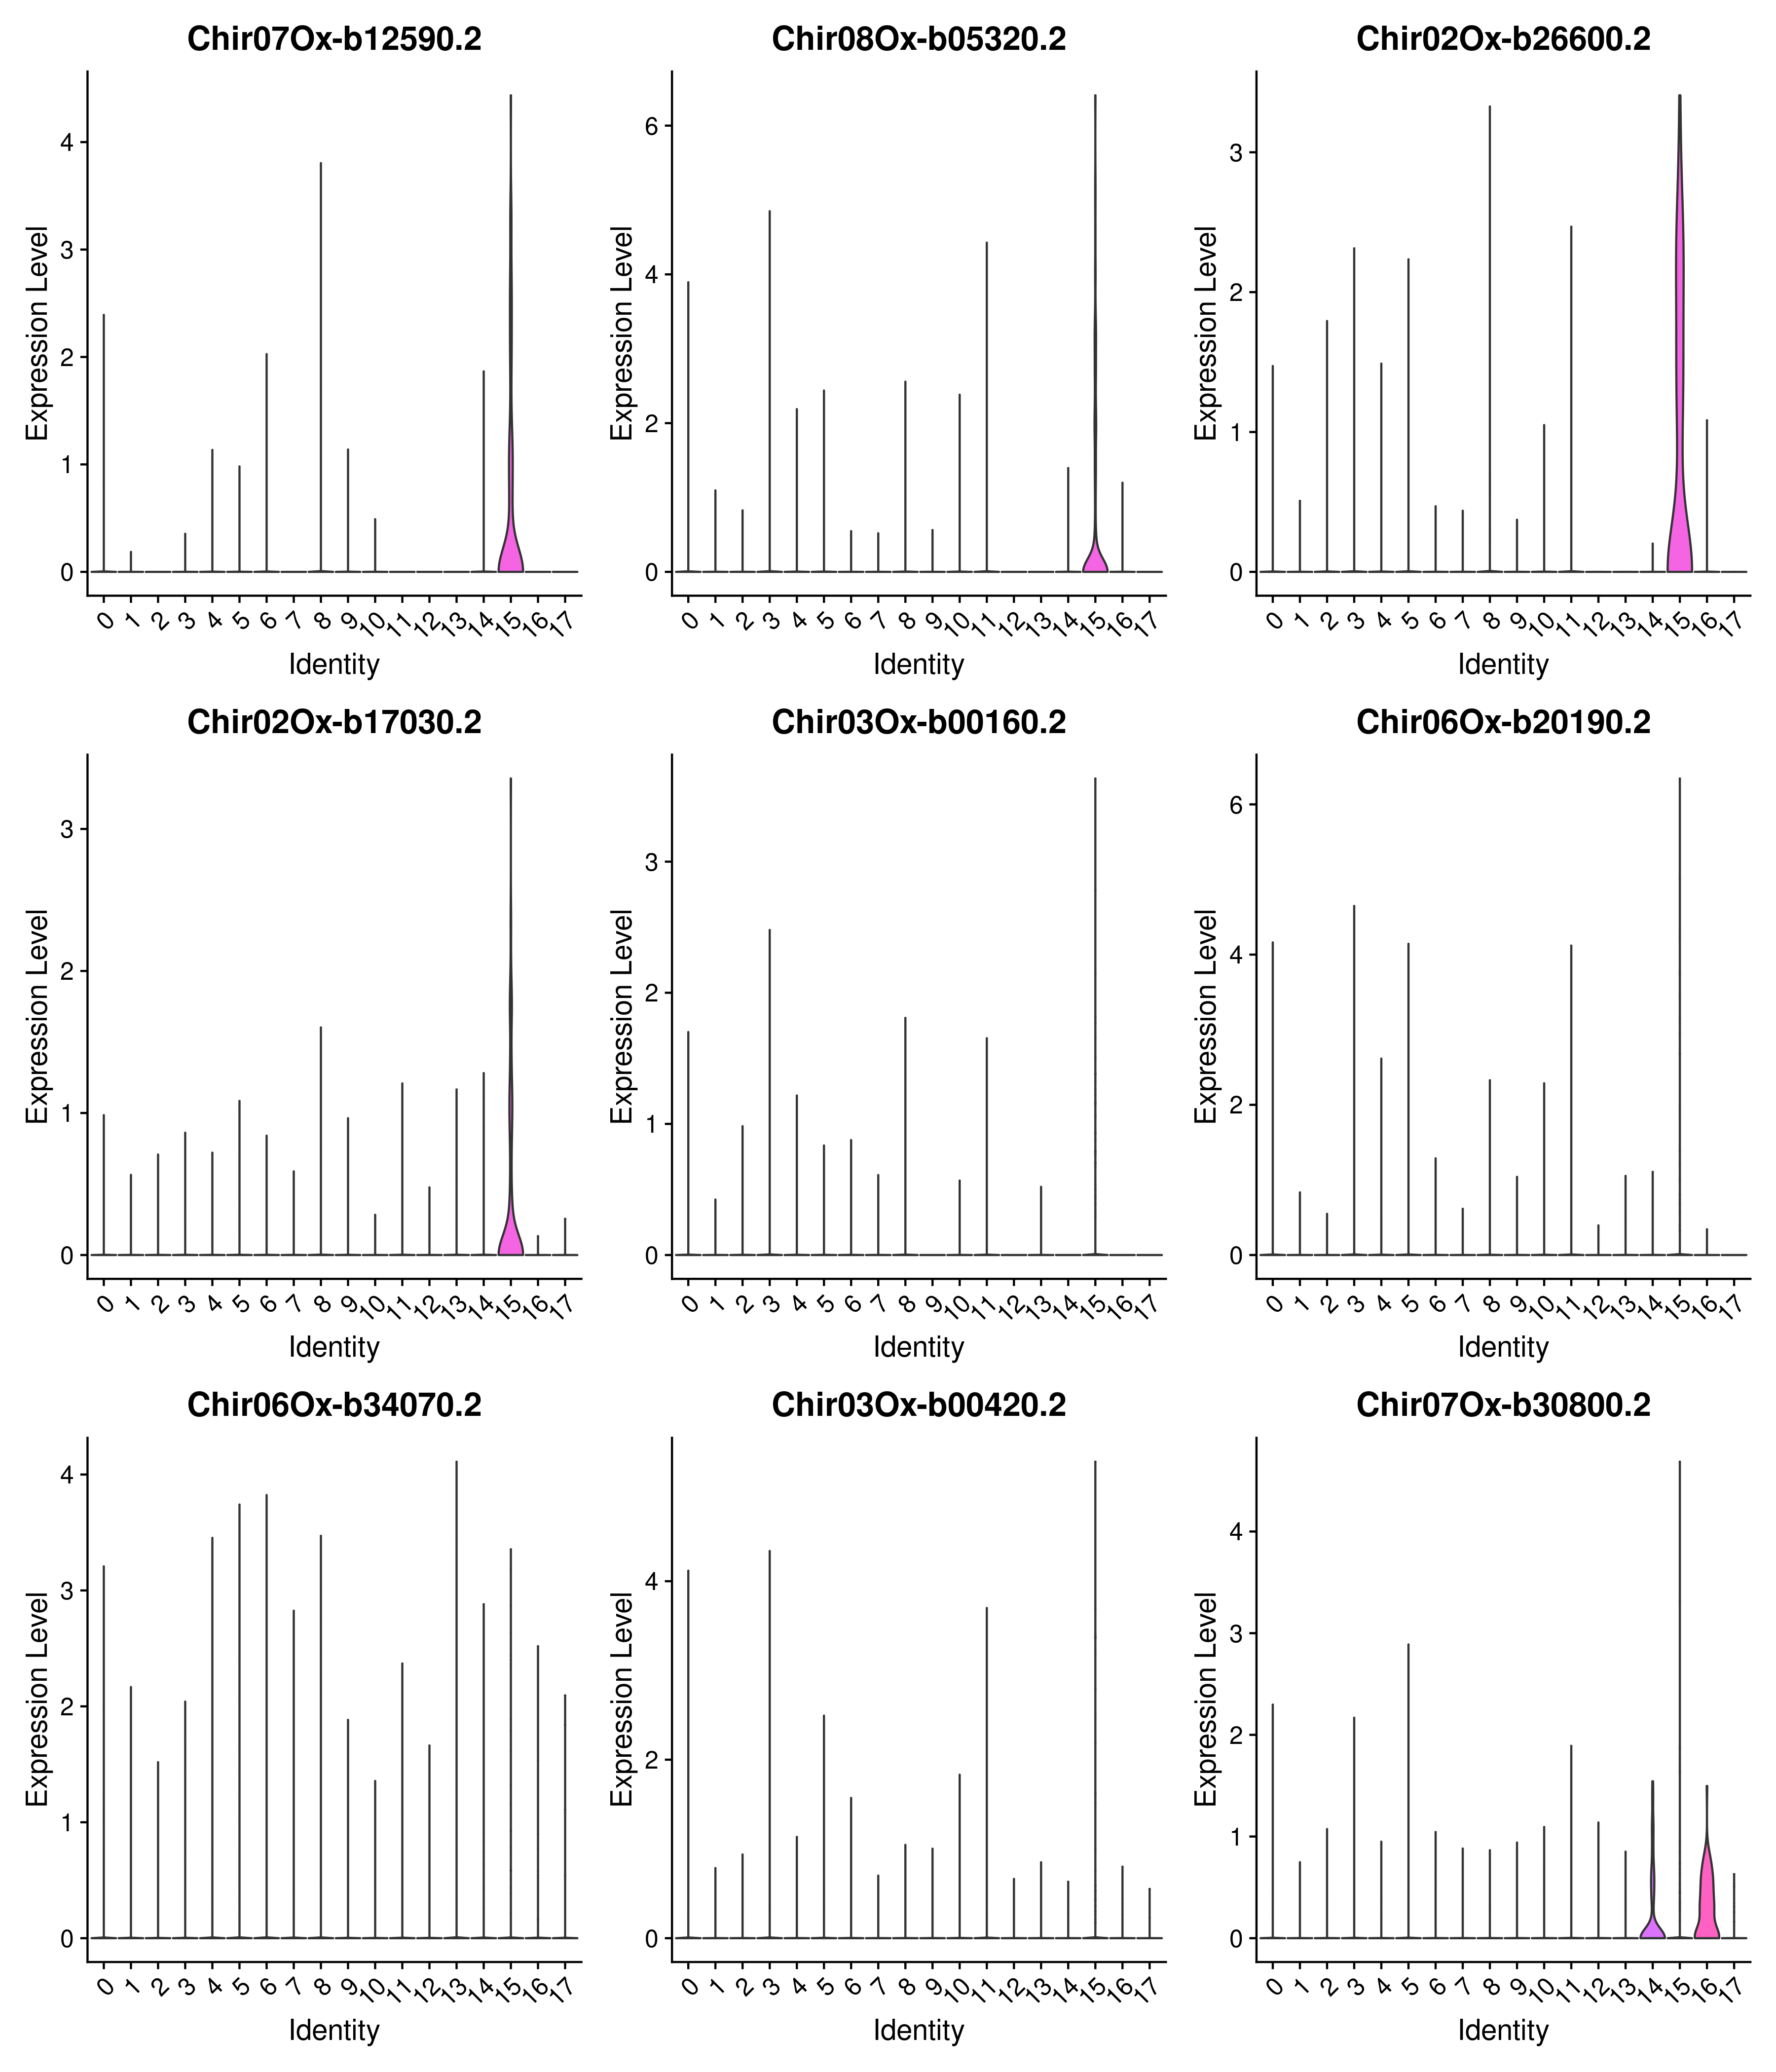 Chir07Ox-b12590.2 Chir08Ox-b05320.2 Chir02Ox-b26600.2
Expression Level
4
3
2
1
0
0 1 2 3 4 5 6 7 8 9 10 11 12 13 14 15 16 17
Identity
Expression Level
6
4
2
0
0 1 2 3 4 5 6 7 8 9 10 11 12 13 14 15 16 17
Identity
Expression Level
3
2
1
0
0 1 2 3 4 5 6 7 8 9 10 11 12 13 14 15 16 17
Identity
Chir02Ox-b17030.2 Chir03Ox-b00160.2 Chir06Ox-b20190.2
Expression Level
3
2
1
0
0 1 2 3 4 5 6 7 8 9 10 11 12 13 14 15 16 17
Identity
Expression Level
3
2
1
0
0 1 2 3 4 5 6 7 8 9 10 11 12 13 14 15 16 17
Identity
Expression Level
6
4
2
0
0 1 2 3 4 5 6 7 8 9 10 11 12 13 14 15 16 17
Identity
Chir06Ox-b34070.2 Chir03Ox-b00420.2 Chir07Ox-b30800.2
Expression Level
4
3
2
1
0
0 1 2 3 4 5 6 7 8 9 10 11 12 13 14 15 16 17
Identity
Expression Level
4
2
0
0 1 2 3 4 5 6 7 8 9 10 11 12 13 14 15 16 17
Identity
Expression Level
4
3
2
1
0
0 1 2 3 4 5 6 7 8 9 10 11 12 13 14 15 16 17
Identity